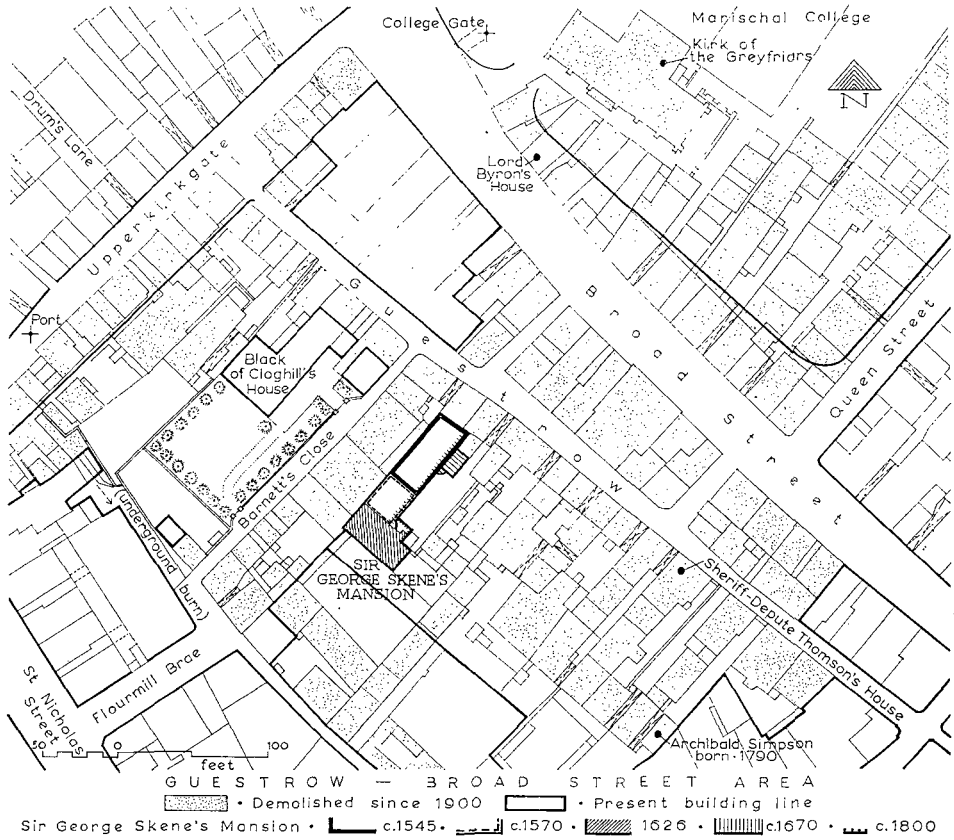 College Gate
Marischal College
Kirk of
the Greyfriars
N
Drum's Lane
Upperkirkgate
Lord
Byron's
House
Port
Guestrow
Broad Street
Queen Street
Black
of Cloghill's
House
Barnett's Close
(underground burn)
SIR
GEORGE SKENE'S
MANSION
Sheriff-Depute Thomson's House
Flourmill Brae
St Nicholas
Street
50 0 100
feet
Archibald Simpson
born·1790
GUESTROW — BROAD STREET AREA
· Demolished since 1900 · Present building line
Sir George Skene's Mansion · c.1545 · c.1570 · 1626 · c.1670 · c.1800